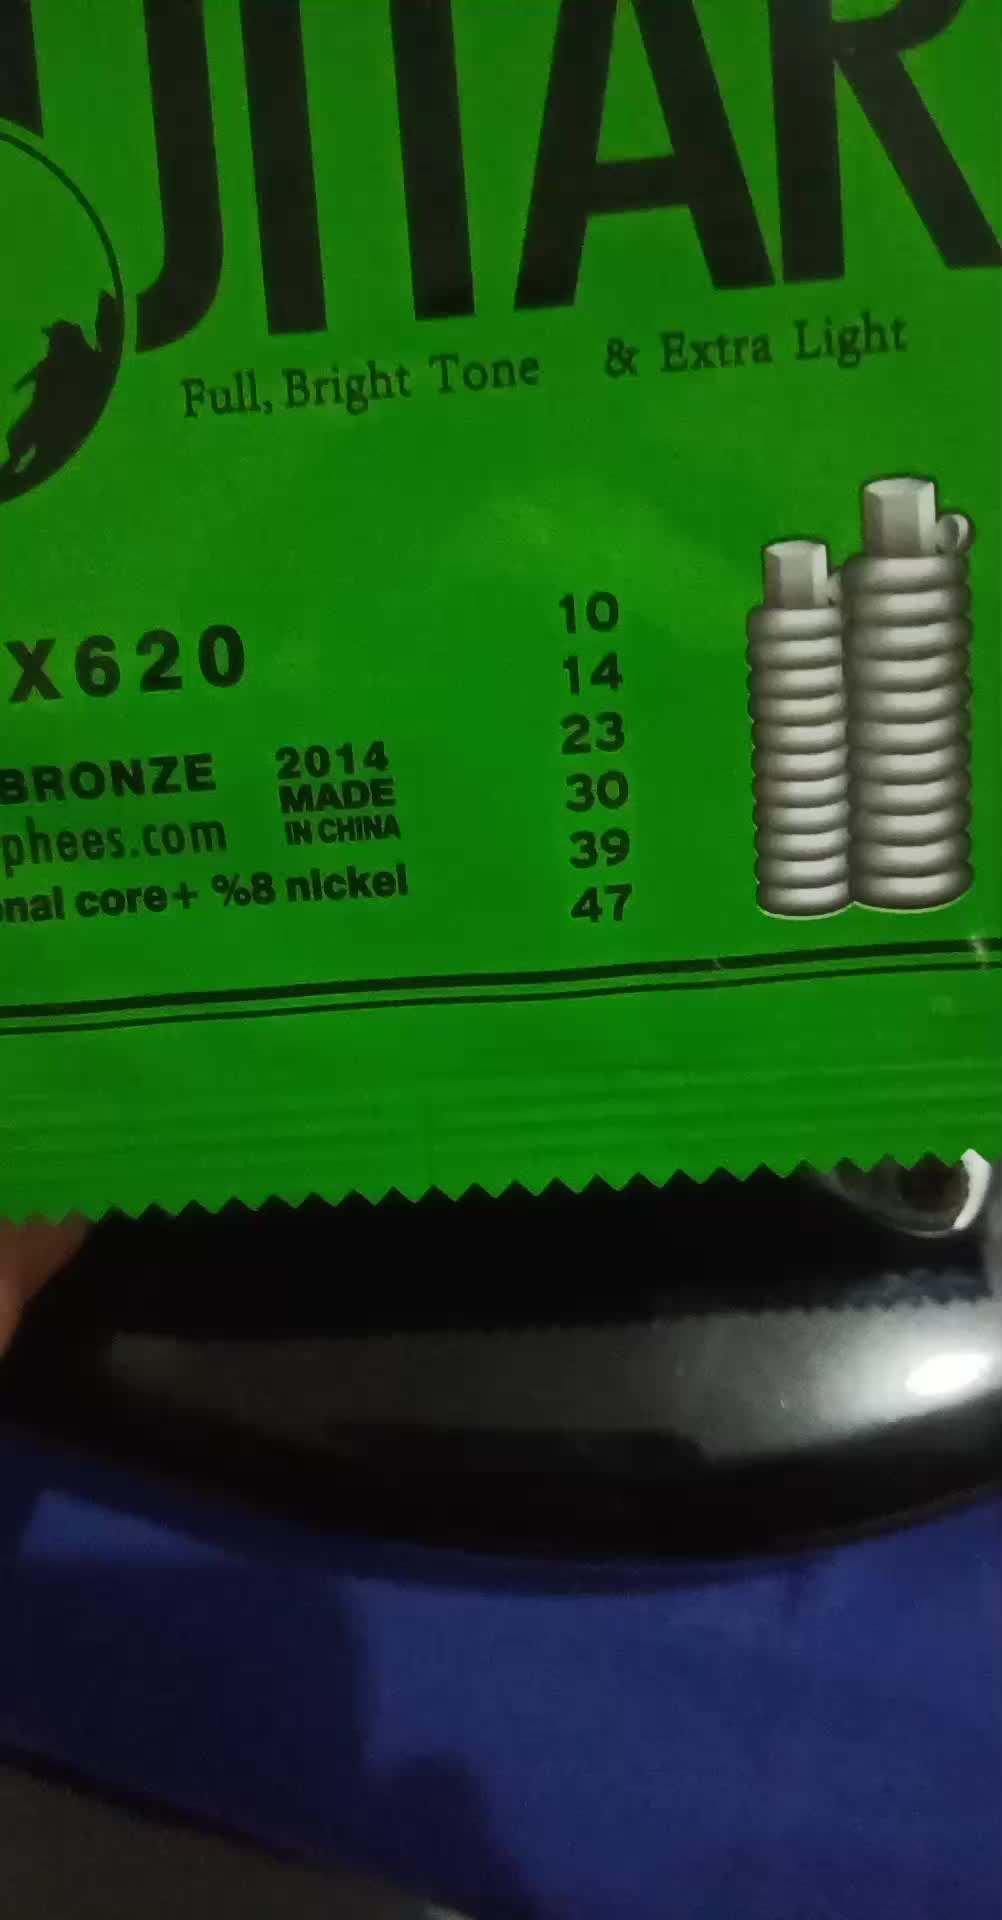 UITAR
Full, Bright Tone & Extra Light
X620
BRONZE
phees.com
onal core+ %8 nickel
2014
MADE
IN CHINA
10
14
23
30
39
47